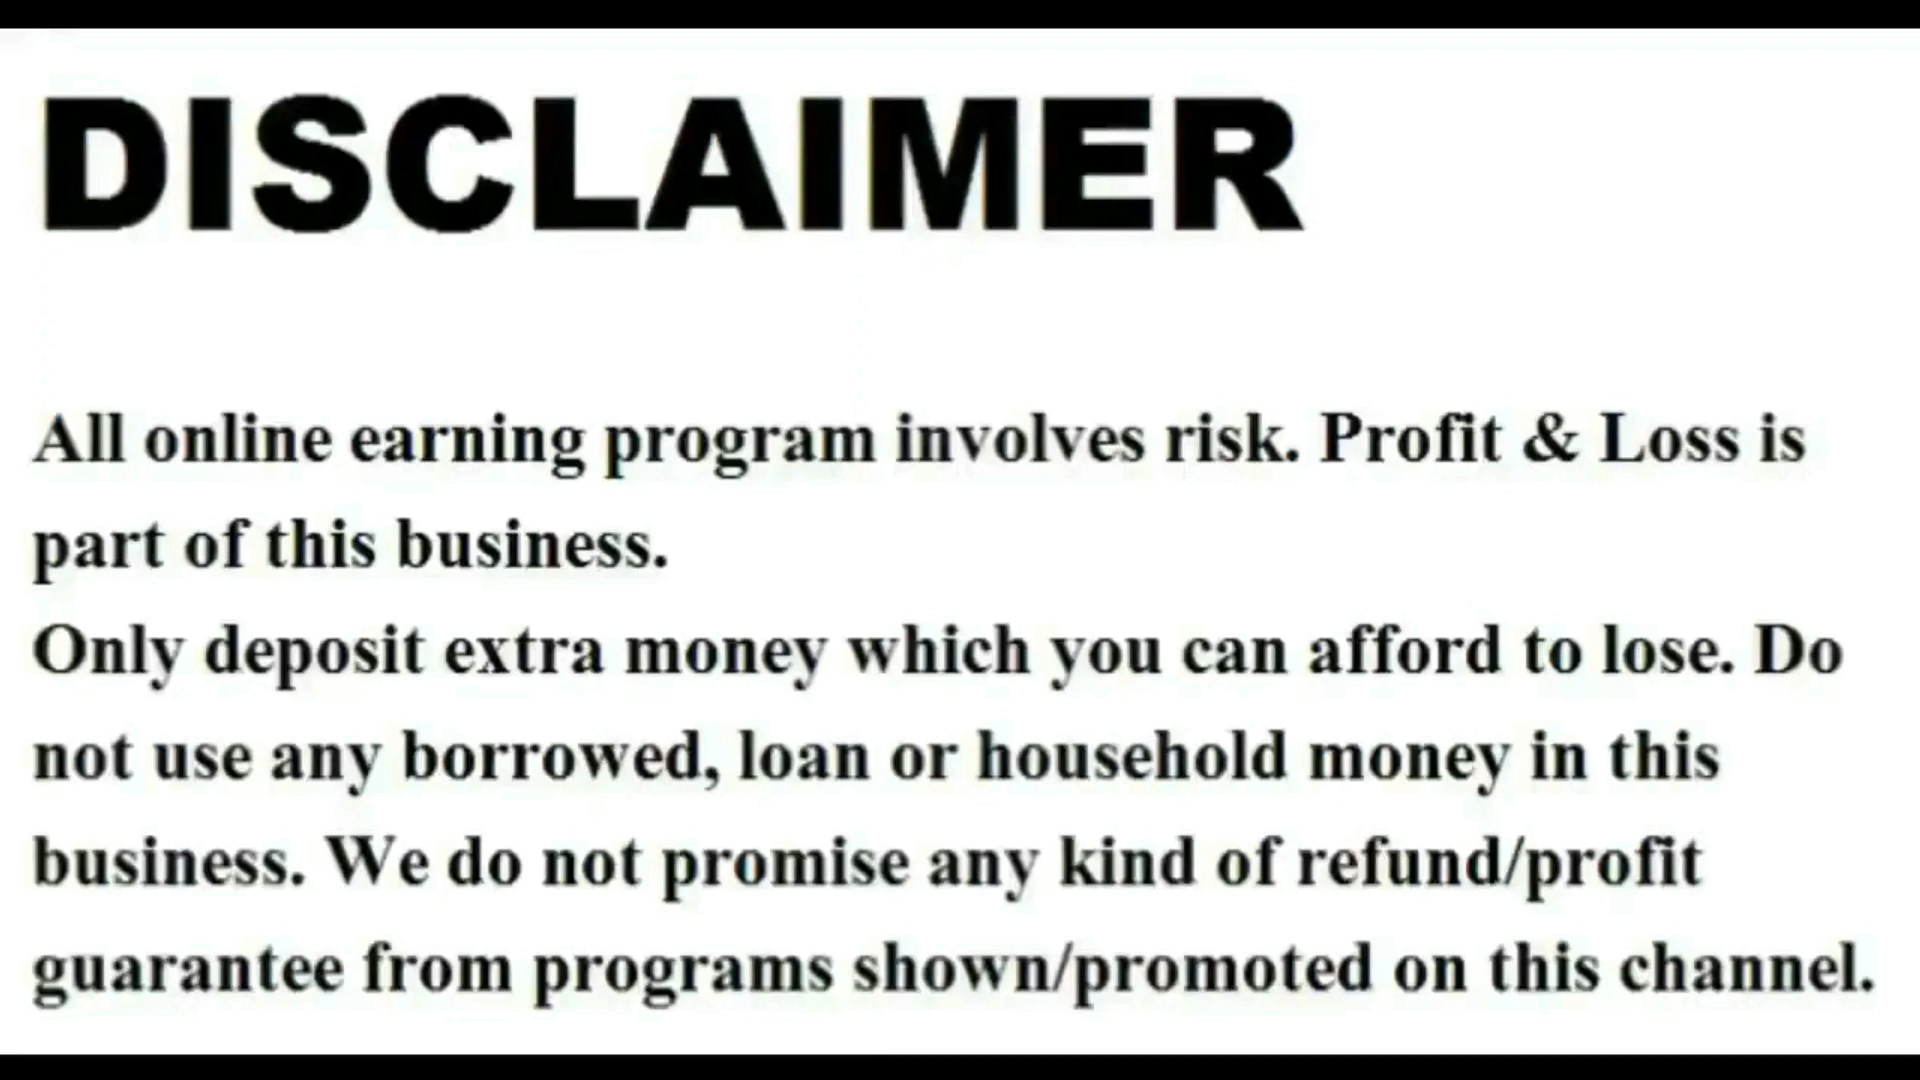 DISCLAIMER
All online earning program involves risk. Profit & Loss is
part of this business.
Only deposit extra money which you can afford to lose. Do
not use any borrowed, loan or household money in this
business. We do not promise any kind of refund/profit
guarantee from programs shown/promoted on this channel.